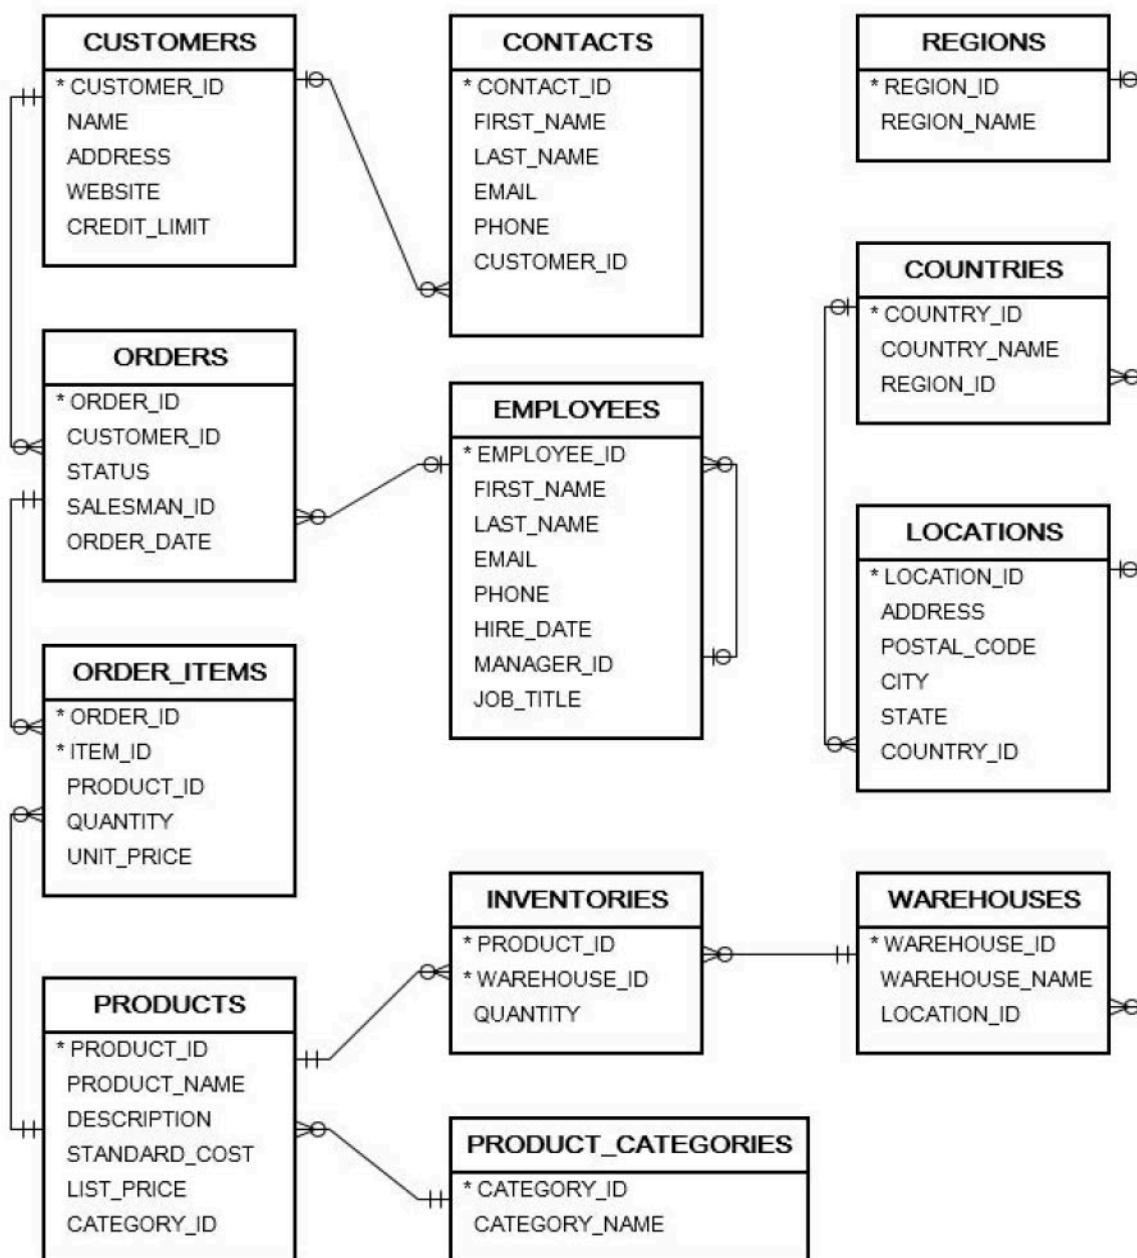 CUSTOMERS
* CUSTOMER_ID
NAME
ADDRESS
WEBSITE
CREDIT_LIMIT
CONTACTS
* CONTACT_ID
FIRST_NAME
LAST_NAME
EMAIL
PHONE
CUSTOMER_ID
REGIONS
* REGION_ID
REGION_NAME
COUNTRIES
* COUNTRY_ID
COUNTRY_NAME
REGION_ID
ORDERS
* ORDER_ID
CUSTOMER_ID
STATUS
SALESMAN_ID
ORDER_DATE
EMPLOYEES
* EMPLOYEE_ID
FIRST_NAME
LAST_NAME
EMAIL
PHONE
HIRE_DATE
MANAGER_ID
JOB_TITLE
LOCATIONS
* LOCATION_ID
ADDRESS
POSTAL_CODE
CITY
STATE
COUNTRY_ID
ORDER_ITEMS
* ORDER_ID
* ITEM_ID
PRODUCT_ID
QUANTITY
UNIT_PRICE
INVENTORIES
* PRODUCT_ID
* WAREHOUSE_ID
QUANTITY
WAREHOUSES
* WAREHOUSE_ID
WAREHOUSE_NAME
LOCATION_ID
PRODUCTS
* PRODUCT_ID
PRODUCT_NAME
DESCRIPTION
STANDARD_COST
LIST_PRICE
CATEGORY_ID
PRODUCT_CATEGORIES
* CATEGORY_ID
CATEGORY_NAME